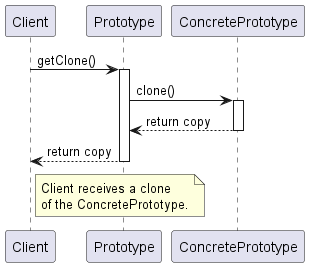 Client
Prototype
ConcretePrototype
getClone()
clone()
return copy
return copy
Client receives a clone
of the ConcretePrototype.
Client
Prototype
ConcretePrototype